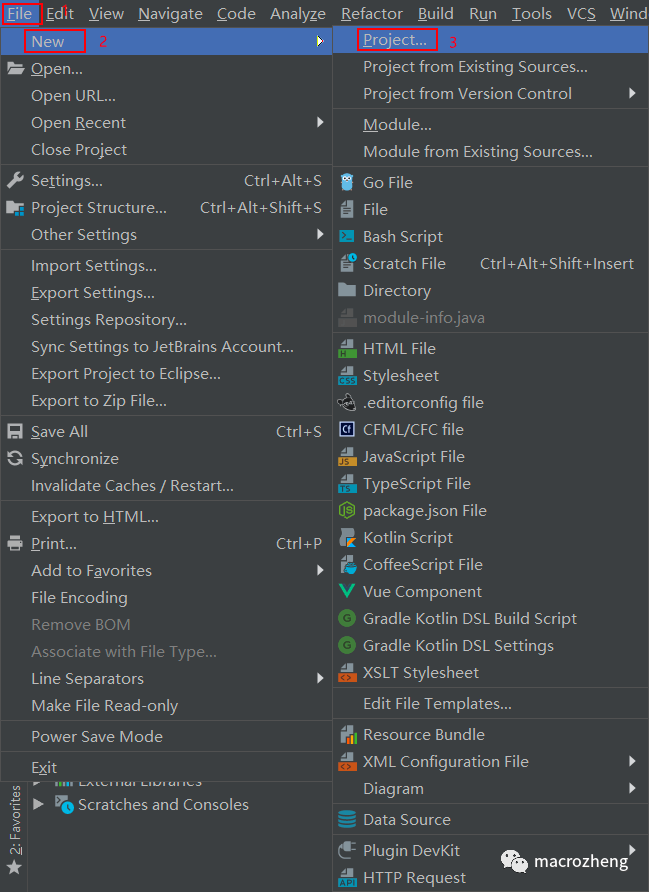 File Edit View Navigate Code Analyze Refactor Build Run Tools VCS Wind
1
New 2
Open...
Open URL...
Open Recent
Close Project
Settings... Ctrl+Alt+S
Project Structure... Ctrl+Alt+Shift+S
Other Settings
Import Settings...
Export Settings...
Settings Repository...
Sync Settings to JetBrains Account...
Export Project to Eclipse...
Export to Zip File...
Save All Ctrl+S
Synchronize
Invalidate Caches / Restart...
Export to HTML...
Print... Ctrl+P
Add to Favorites
File Encoding
Remove BOM
Associate with File Type...
Line Separators
Make File Read-only
Power Save Mode
Exit
External Libraries
Scratches and Consoles
2: Favorites
Project... 3
Project from Existing Sources...
Project from Version Control
Module...
Module from Existing Sources...
Go File
File
Bash Script
Scratch File Ctrl+Alt+Shift+Insert
Directory
module-info.java
HTML File
Stylesheet
.editorconfig file
CFML/CFC file
JavaScript File
TypeScript File
package.json File
Kotlin Script
CoffeeScript File
Vue Component
Gradle Kotlin DSL Build Script
Gradle Kotlin DSL Settings
XSLT Stylesheet
Edit File Templates...
Resource Bundle
XML Configuration File
Diagram
Data Source
Plugin DevKit
HTTP Request
macrozheng